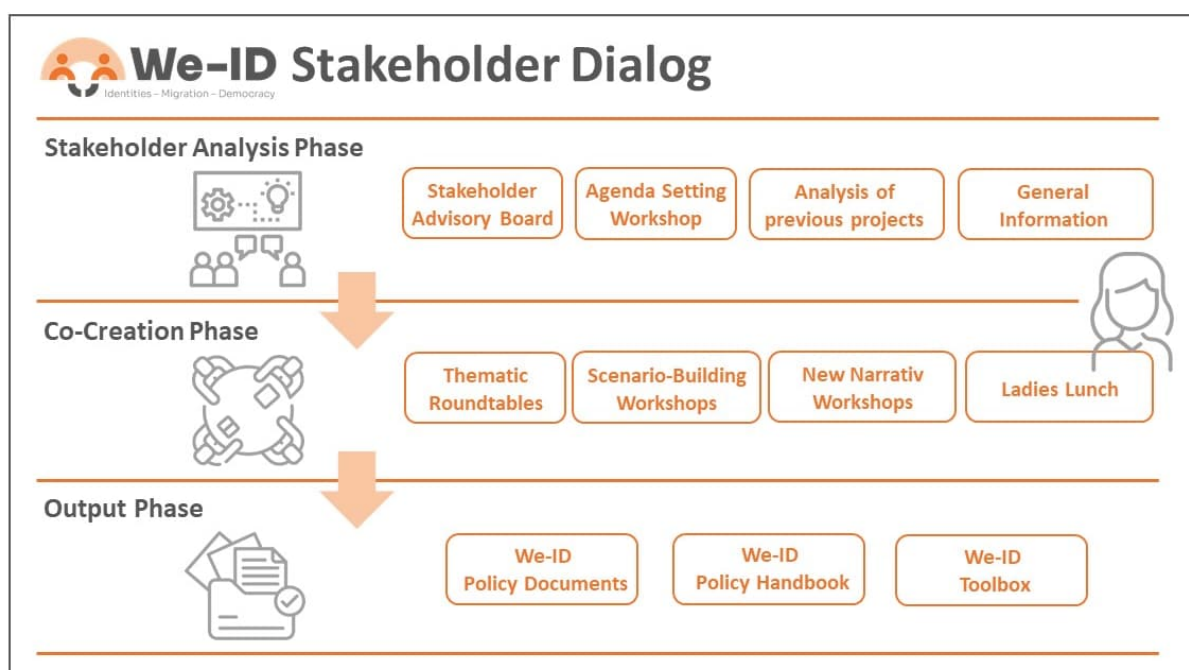 We-ID Stakeholder Dialog
Identities – Migration – Democracy
Stakeholder Analysis Phase
Stakeholder
Advisory Board
Agenda Setting
Workshop
Analysis of
previous projects
General
Information
Co-Creation Phase
Thematic
Roundtables
Scenario-Building
Workshops
New Narrativ
Workshops
Ladies Lunch
Output Phase
We-ID
Policy Documents
We-ID
Policy Handbook
We-ID
Toolbox